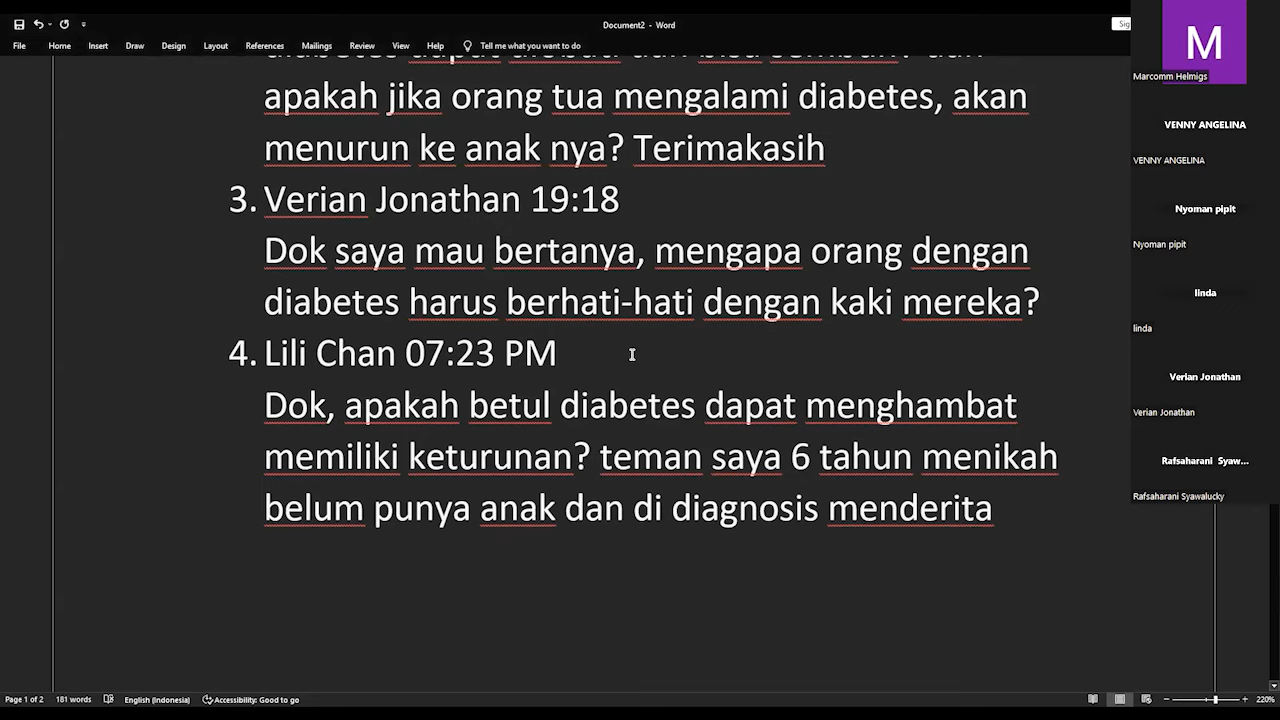 Document2 - Word
Sig
File Home Insert Draw Design Layout References Mailings Review View Help Tell me what you want to do
apakah jika orang tua mengalami diabetes, akan
menurun ke anak nya? Terimakasih
3. Verian Jonathan 19:18
Dok saya mau bertanya, mengapa orang dengan
diabetes harus berhati-hati dengan kaki mereka?
4. Lili Chan 07:23 PM
Dok, apakah betul diabetes dapat menghambat
memiliki keturunan? teman saya 6 tahun menikah
belum punya anak dan di diagnosis menderita
M
Marcomm Helmigs
VENNY ANGELINA
VENNY ANGELINA
Nyoman pipit
Nyoman pipit
linda
linda
Verian Jonathan
Verian Jonathan
Rafsaharani Syaw...
Rafsaharani Syawalucky
Page 1 of 2 181 words English (Indonesia) Accessibility: Good to go 220%